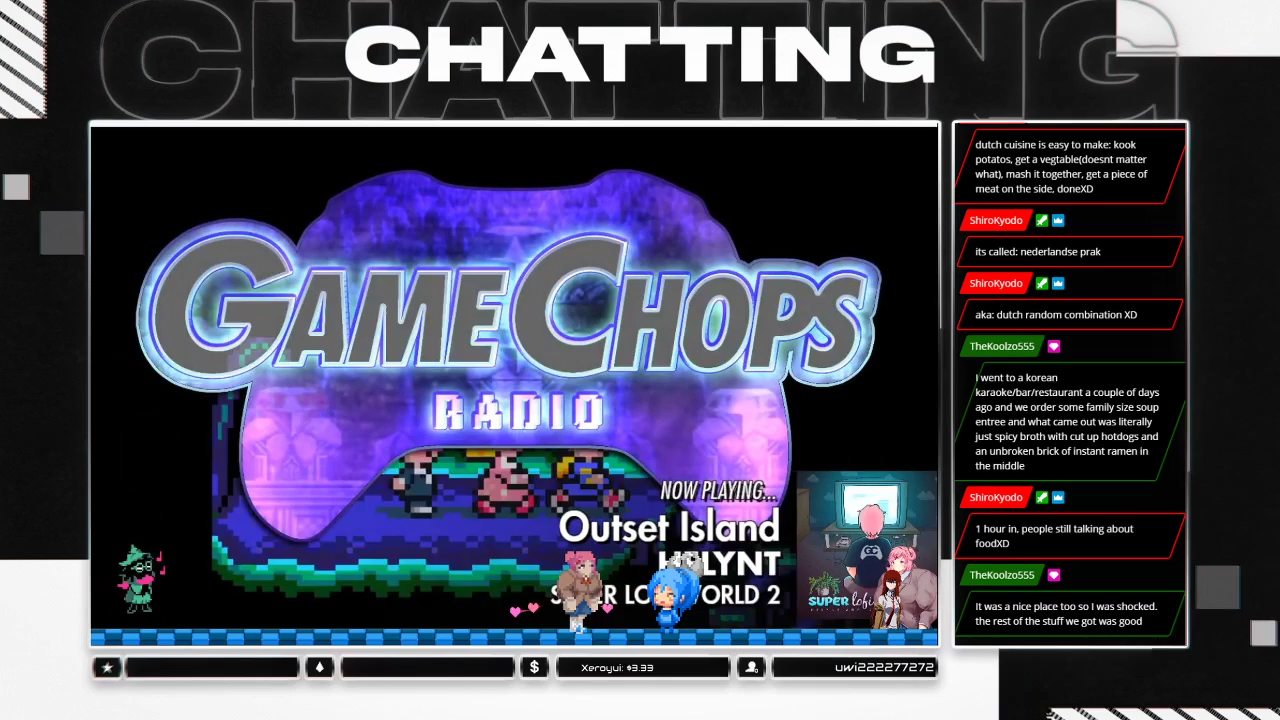 CHATTING
CHATTING
GAMECHOPS
RADIO
NOW PLAYING...
Outset Island
LYNT
SUPER lofi
dutch cuisine is easy to make: kook
potatos, get a vegtable(doesnt matter
what), mash it together, get a piece of
meat on the side, doneXD
ShiroKyodo
its called: nederlandse prak
ShiroKyodo
aka: dutch random combination XD
TheKoolzo555
I went to a korean
karaoke/bar/restaurant a couple of days
ago and we order some family size soup
entree and what came out was literally
just spicy broth with cut up hotdogs and
an unbroken brick of instant ramen in
the middle
ShiroKyodo
1 hour in, people still talking about
foodXD
TheKoolzo555
It was a nice place too so I was shocked.
the rest of the stuff we got was good
$
Xeroyui: $3.33
uwi222277272